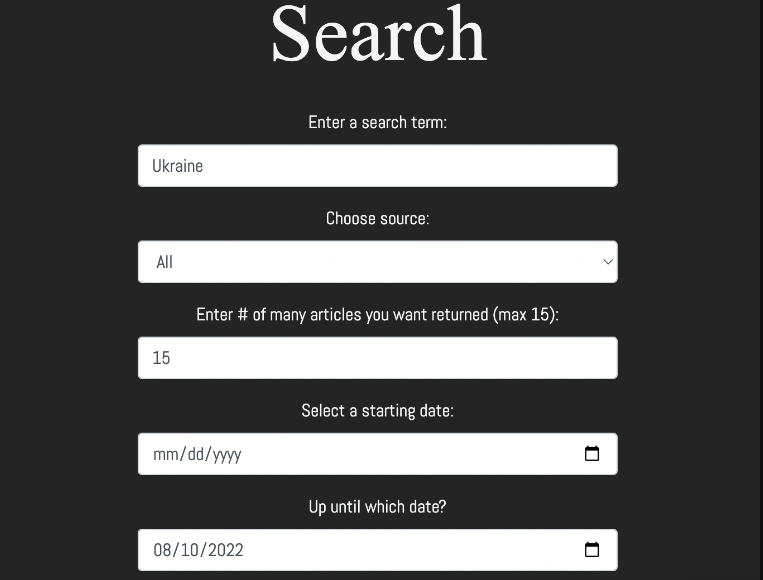 Search
Enter a search term:
Ukraine
Choose source:
All
Enter # of many articles you want returned (max 15):
15
Select a starting date:
mm/dd/yyyy
Up until which date?
08/10/2022